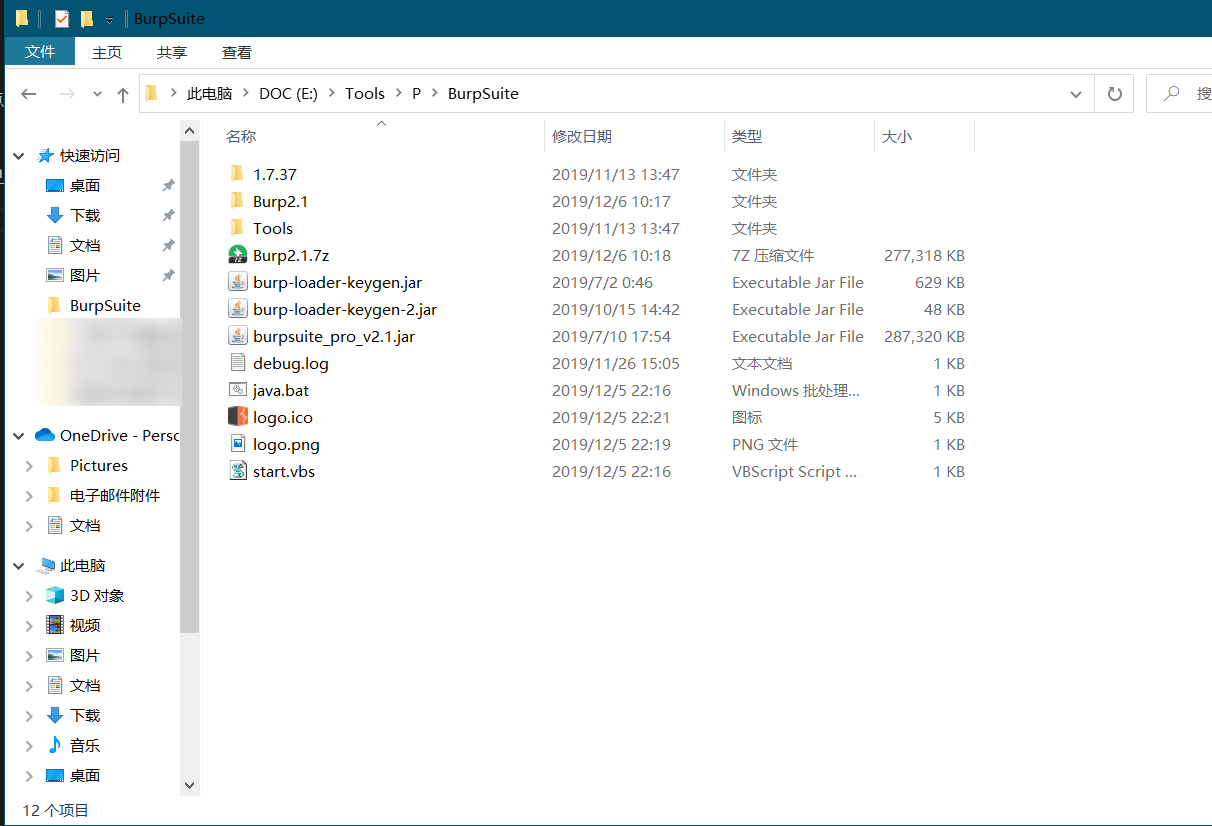 BurpSuite
文件 主页 共享 查看
此电脑 DOC (E:) Tools P BurpSuite 搜
名称 修改日期 类型 大小
快速访问
桌面
下载
文档
图片
BurpSuite
OneDrive - Persc
Pictures
电子邮件附件
文档
此电脑
3D 对象
视频
图片
文档
下载
音乐
桌面
1.7.37 2019/11/13 13:47 文件夹
Burp2.1 2019/12/6 10:17 文件夹
Tools 2019/11/13 13:47 文件夹
Burp2.1.7z 2019/12/6 10:18 7Z 压缩文件 277,318 KB
burp-loader-keygen.jar 2019/7/2 0:46 Executable Jar File 629 KB
burp-loader-keygen-2.jar 2019/10/15 14:42 Executable Jar File 48 KB
burpsuite_pro_v2.1.jar 2019/7/10 17:54 Executable Jar File 287,320 KB
debug.log 2019/11/26 15:05 文本文档 1 KB
java.bat 2019/12/5 22:16 Windows 批处理... 1 KB
logo.ico 2019/12/5 22:21 图标 5 KB
logo.png 2019/12/5 22:19 PNG 文件 1 KB
start.vbs 2019/12/5 22:16 VBScript Script ... 1 KB
12 个项目